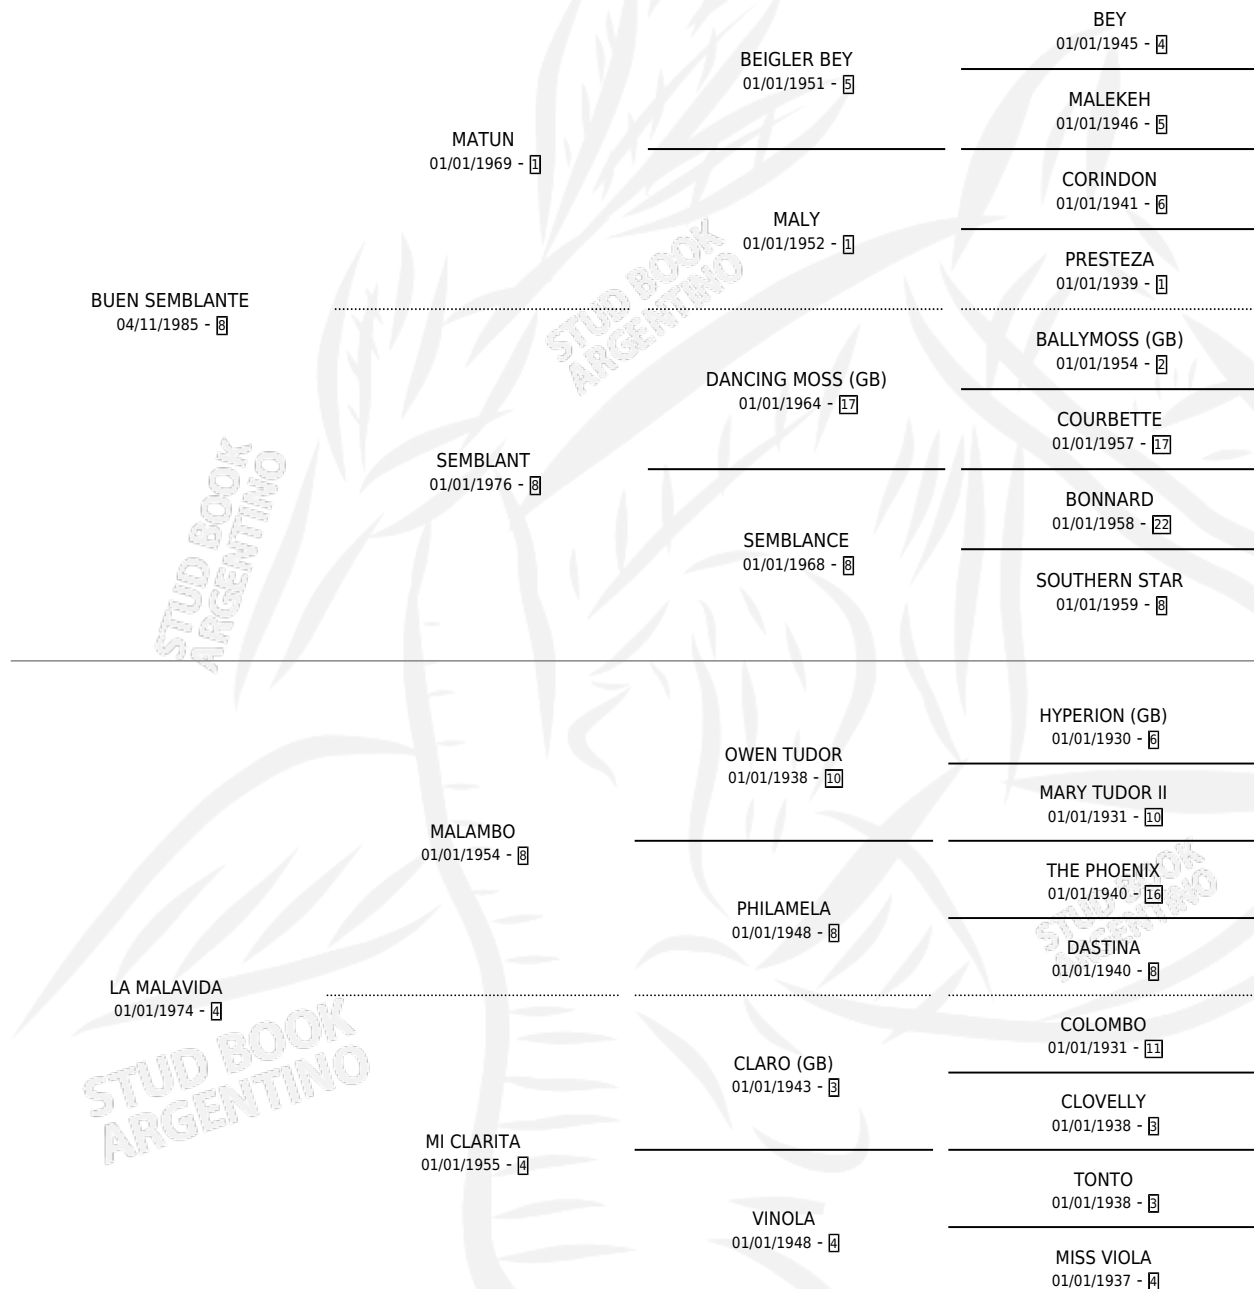 BEY
01/01/1945 - 4
BEIGLER BEY
01/01/1951 - 5
MALEKEH
01/01/1946 - 5
MATUN
01/01/1969 - 1
CORINDON
01/01/1941 - 6
MALY
01/01/1952 - 1
PRESTEZA
01/01/1939 - 1
BUEN SEMBLANTE
04/11/1985 - 8
STUD BOOK
ARGENTINO
BALLYMOSS (GB)
01/01/1954 - 2
DANCING MOSS (GB)
01/01/1964 - 17
COURBETTE
01/01/1957 - 17
SEMBLANT
01/01/1976 - 8
BONNARD
01/01/1958 - 22
SEMBLANCE
01/01/1968 - 8
SOUTHERN STAR
01/01/1959 - 8
STUD BOOK
ARGENTINO
HYPERION (GB)
01/01/1930 - 6
OWEN TUDOR
01/01/1938 - 10
MARY TUDOR II
01/01/1931 - 10
MALAMBO
01/01/1954 - 8
THE PHOENIX
01/01/1940 - 16
PHILAMELA
01/01/1948 - 8
DASTINA
01/01/1940 - 8
STUD BOOK
ARGENTINO
LA MALAVIDA
01/01/1974 - 4
COLOMBO
01/01/1931 - 11
CLARO (GB)
01/01/1943 - 3
CLOVELLY
01/01/1938 - 3
STUD BOOK
ARGENTINO
MI CLARITA
01/01/1955 - 4
TONTO
01/01/1938 - 3
VINOLA
01/01/1948 - 4
MISS VIOLA
01/01/1937 - 4